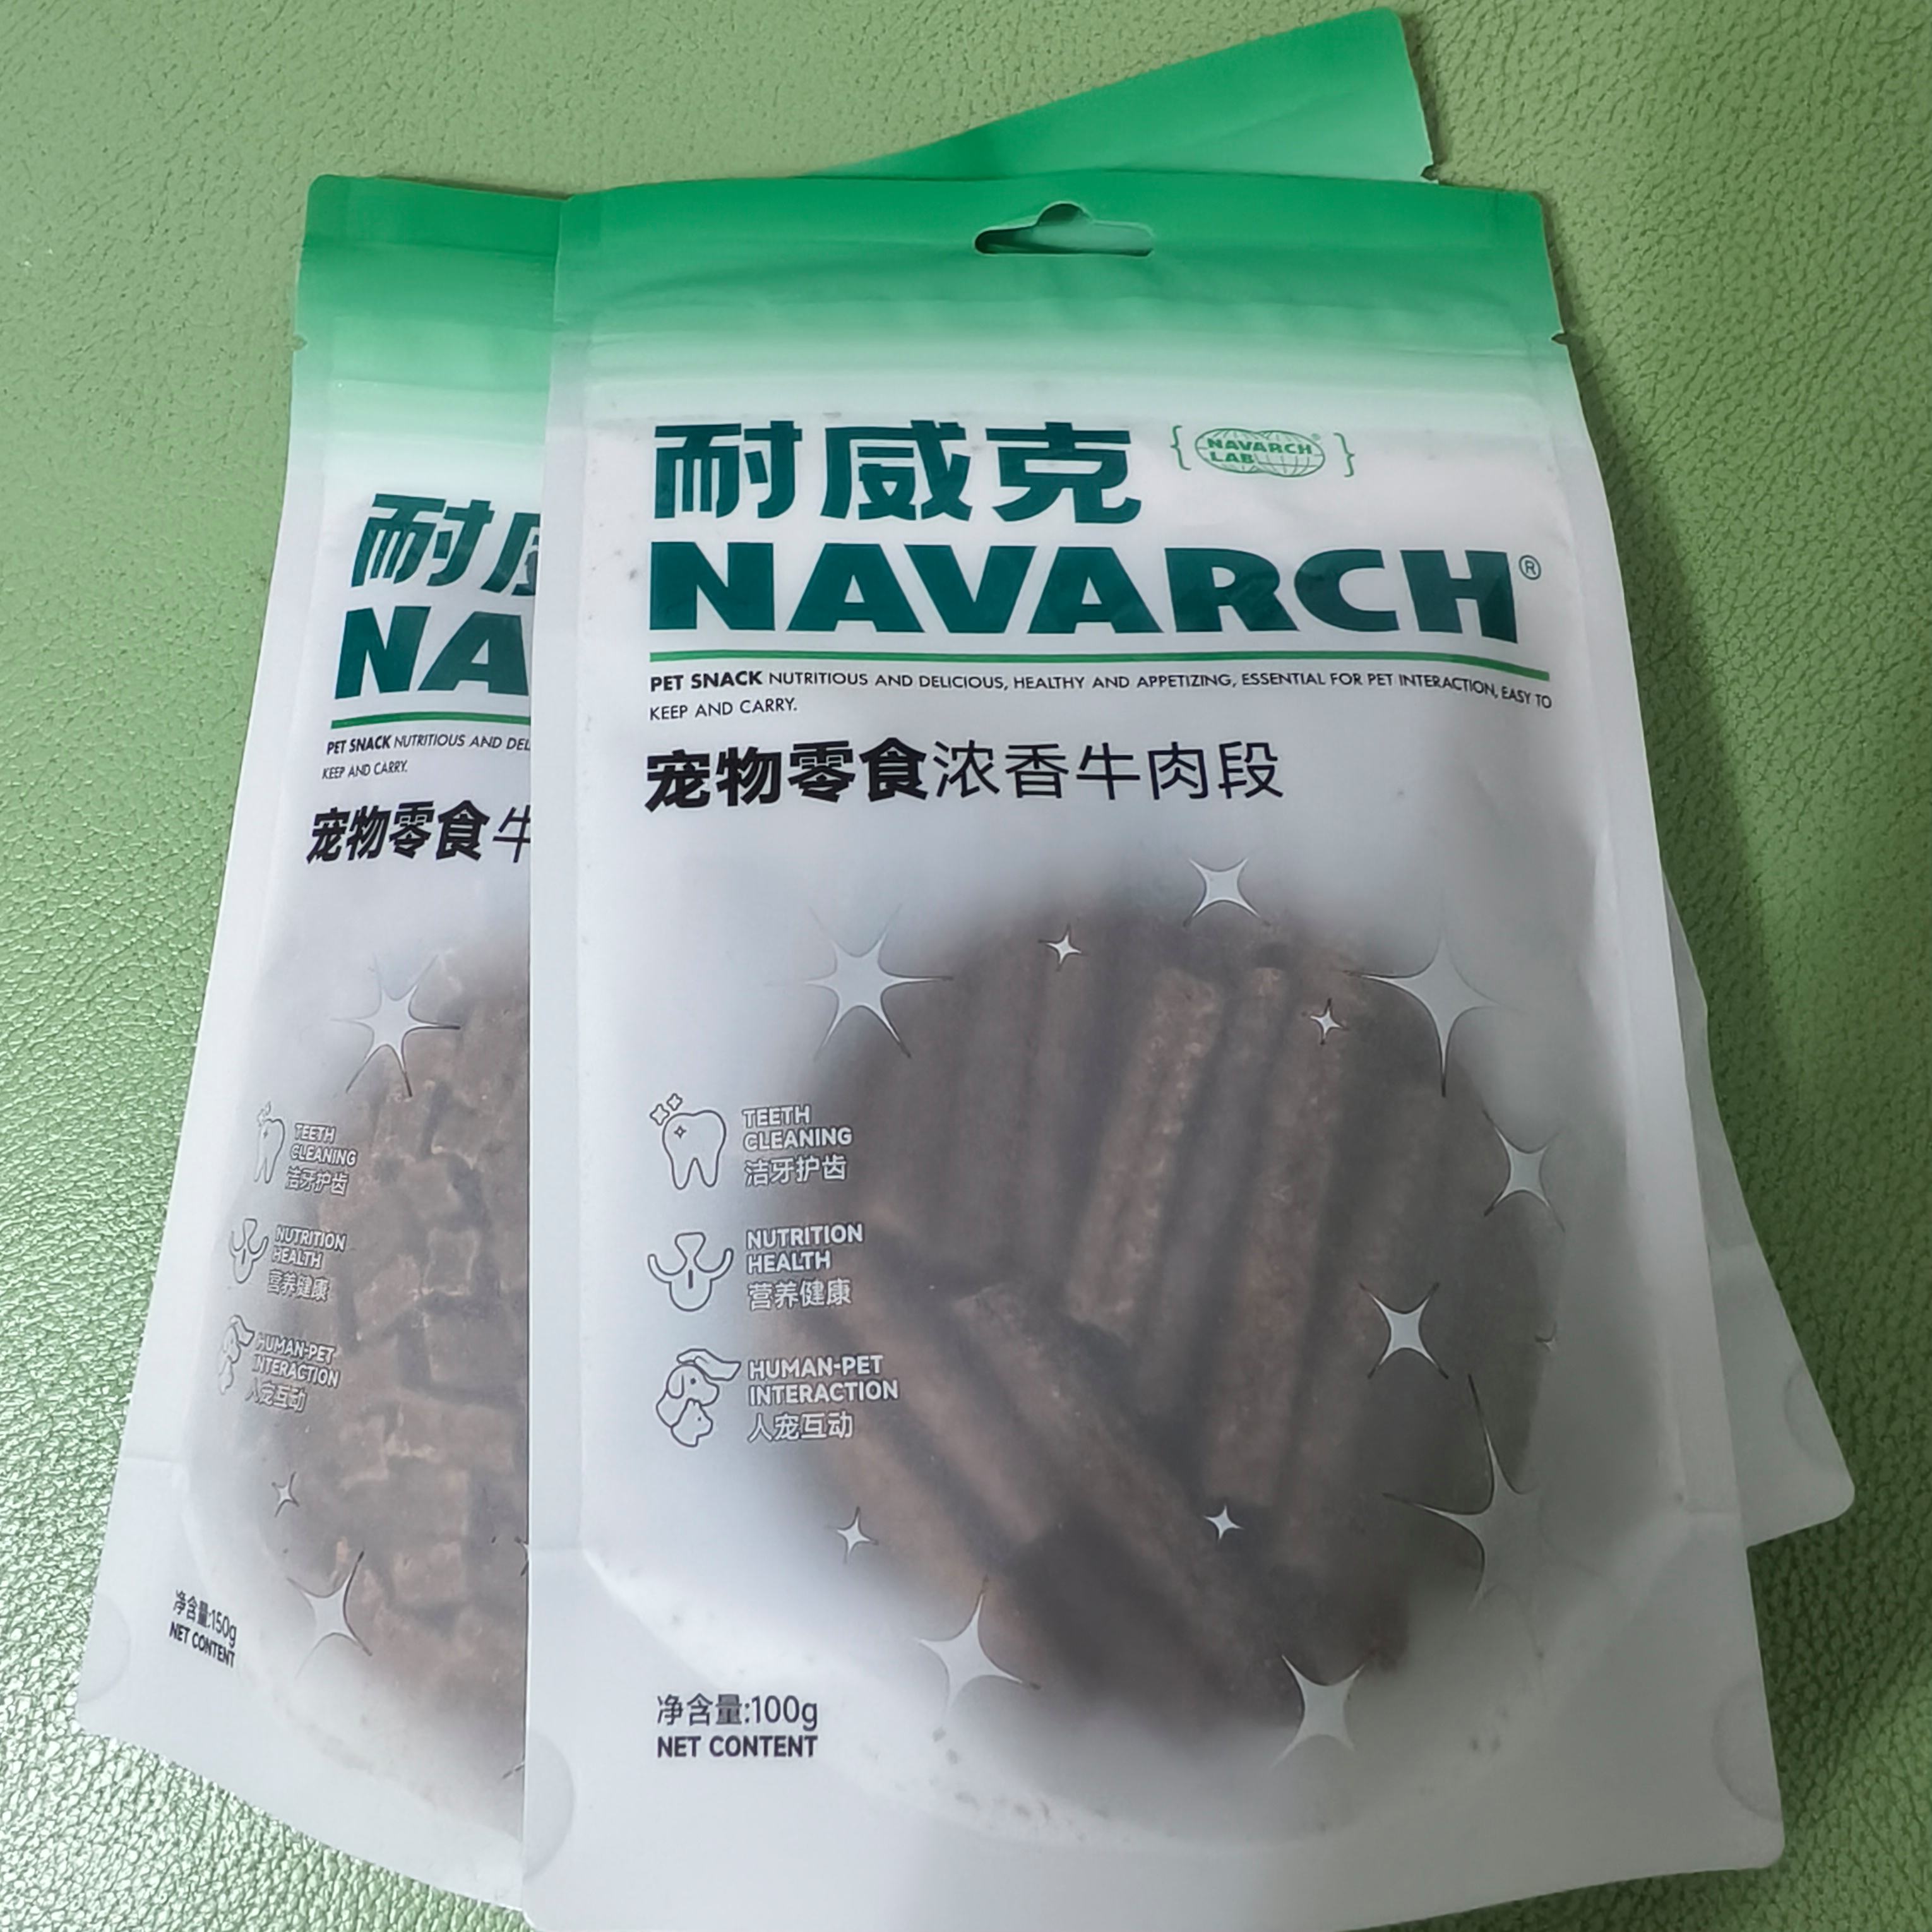 耐威克
NAVARCH
LAB
NAVARCH®
PET SNACK NUTRITIOUS AND DELICIOUS, HEALTHY AND APPETIZING, ESSENTIAL FOR PET INTERACTION, EASY TO
KEEP AND CARRY.
宠物零食浓香牛肉段
TEETH
CLEANING
洁牙护齿
NUTRITION
HEALTH
营养健康
HUMAN-PET
INTERACTION
人宠互动
净含量:100g
NET CONTENT
耐
NA
PET SNACK NUTRITIOUS AND DEL
KEEP AND CARRY.
宠物零食牛
TEETH
CLEANING
洁牙护齿
NUTRITION
HEALTH
营养健康
HUMAN-PET
INTERACTION
人宠互动
净含量:150g
NET CONTENT